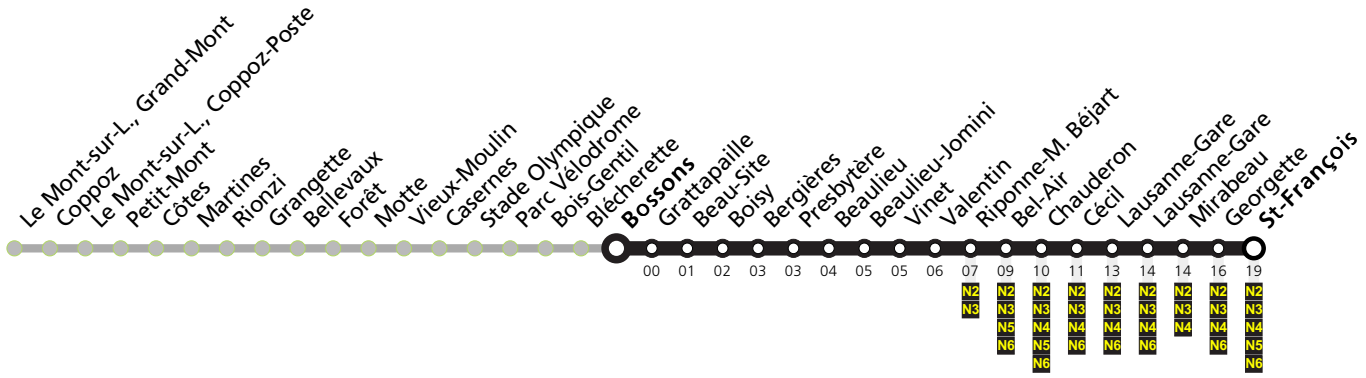 Le Mont-sur-L., Grand-Mont
Coppoz
Le Mont-sur-L., Coppoz-Poste
Petit-Mont
Côtes
Martines
Rionzi
Grangette
Bellevaux
Forêt
Motte
Vieux-Moulin
Casernes
Stade Olympique
Parc Vélodrome
Bois-Gentil
Blécherette
Bossons
Grattapaille
Beau-Site
Boisy
Bergières
Presbytère
Beaulieu
Beaulieu-Jomini
Vinet
Valentin
Riponne-M. Béjart
Bel-Air
Chauderon
Cécil
Lausanne-Gare
Lausanne-Gare
Mirabeau
Georgette
St-François
00 01 02 03 03 04 05 05 06 07 09 10 11 13 14 14 16 19
N2 N2 N2 N2 N2 N2 N2 N2 N2
N3 N3 N3 N3 N3 N3 N3 N3 N3
N5 N4 N4 N4 N4 N4 N4 N4
N6 N5 N6 N6 N6 N6 N5
N6 N6